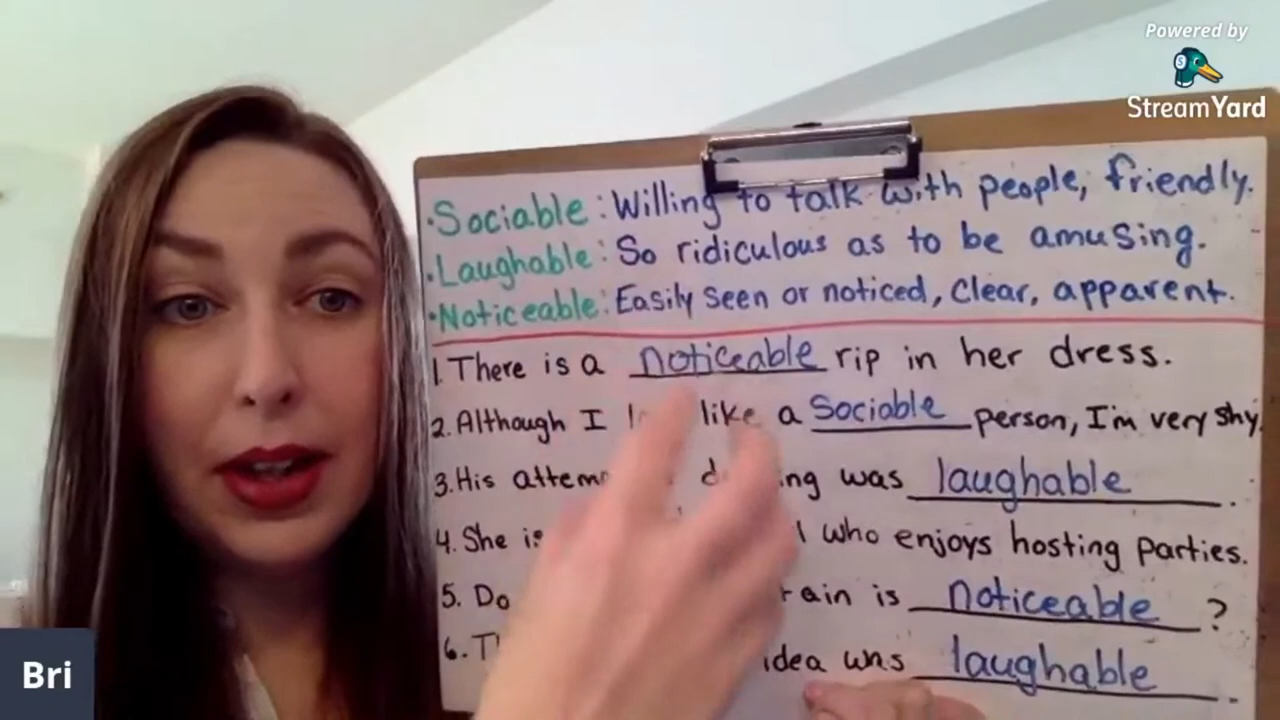 Powered by
StreamYard
·Sociable: Willing to talk with people, friendly.
·Laughable: So ridiculous as to be amusing.
·Noticeable: Easily seen or noticed, clear, apparent.
1. There is a noticeable rip in her dress.
2. Although I like a Sociable person, I'm very shy.
3. His was laughable.
4. She who enjoys hosting parties.
5. Do is noticeable?
6. idea was laughable.
Bri